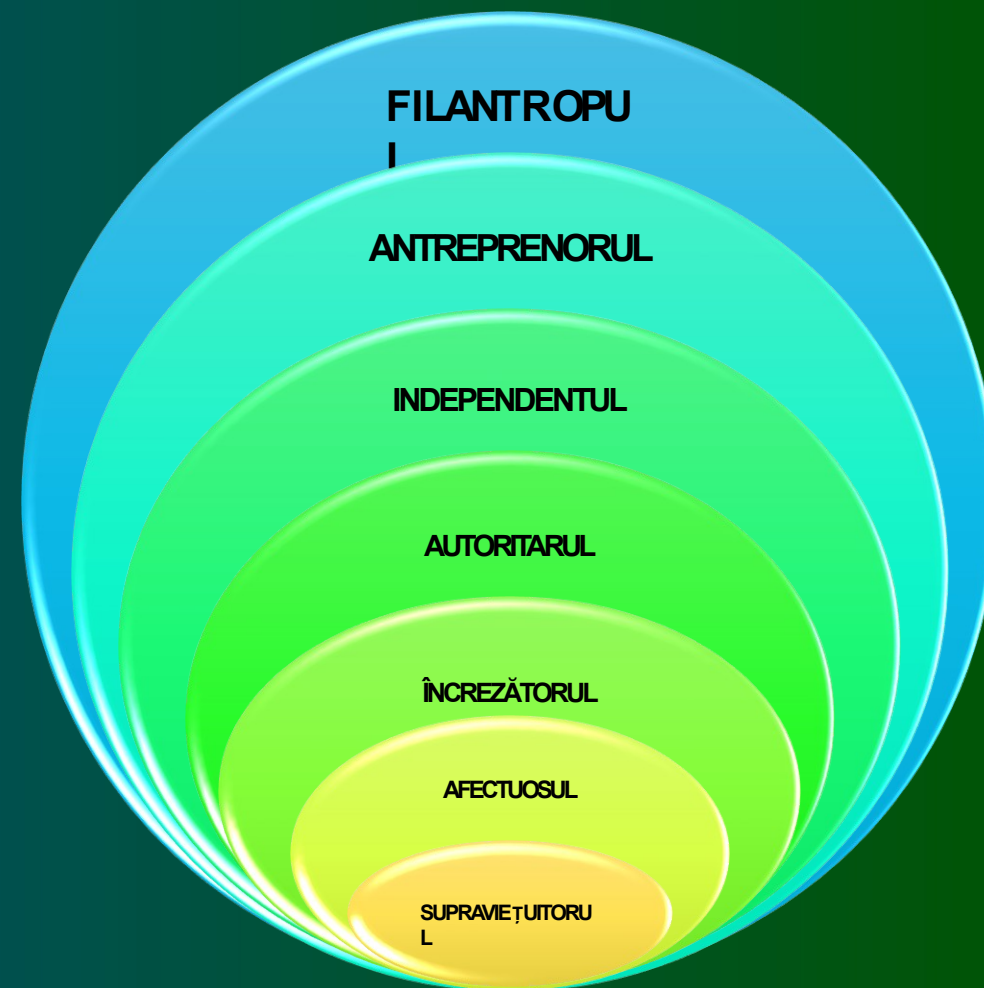 FILANTROPU
L
ANTREPRENORUL
INDEPENDENTUL
AUTORITARUL
ÎNCREZĂTORUL
AFECTUOSUL
SUPRAVIEȚUITORU
L